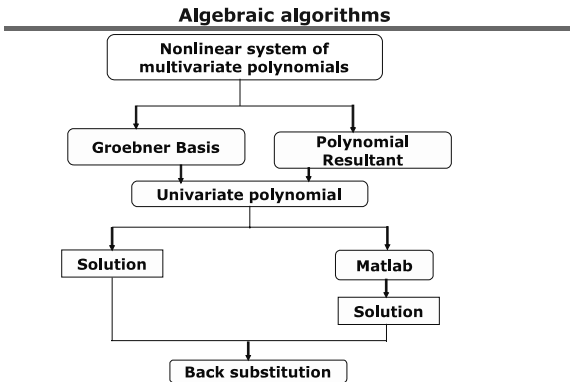 Algebraic algorithms
Nonlinear system of
multivariate polynomials
Groebner Basis
Polynomial
Resultant
Univariate polynomial
Solution
Matlab
Solution
Back substitution